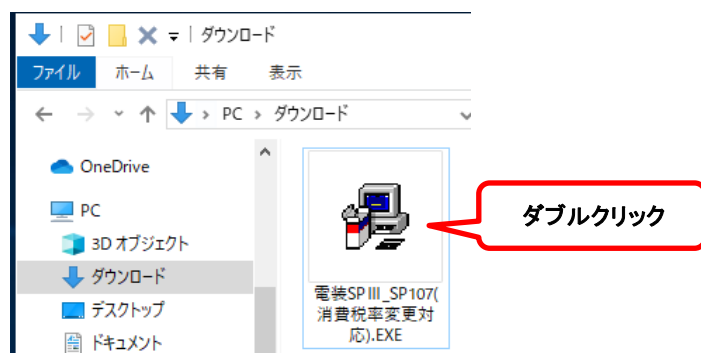 ダウンロード
ファイル ホーム 共有 表示
PC > ダウンロード
OneDrive
PC
3D オブジェクト
ダウンロード
デスクトップ
ドキュメント
電装SPⅢ_SP107(
消費税率変更対
応).EXE
ダブルクリック